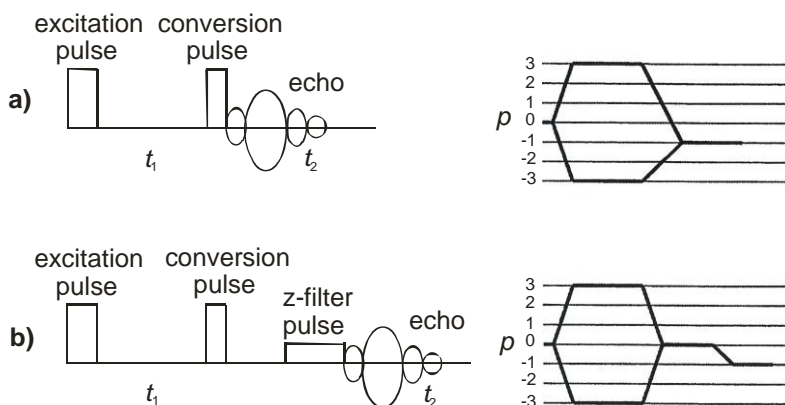 excitation conversion
pulse pulse
echo
a)
t1 t2
3
2
1
p 0
-1
-2
-3
excitation conversion
pulse pulse
z-filter
pulse
echo
b)
t1 t2
3
2
1
p 0
-1
-2
-3